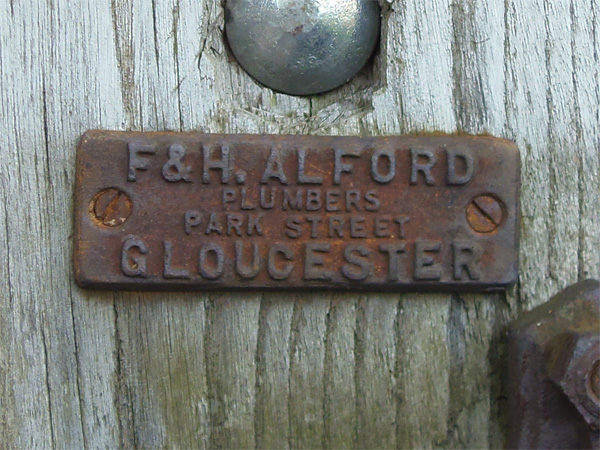 F & H. ALFORD
PLUMBERS
PARK STREET
GLOUCESTER